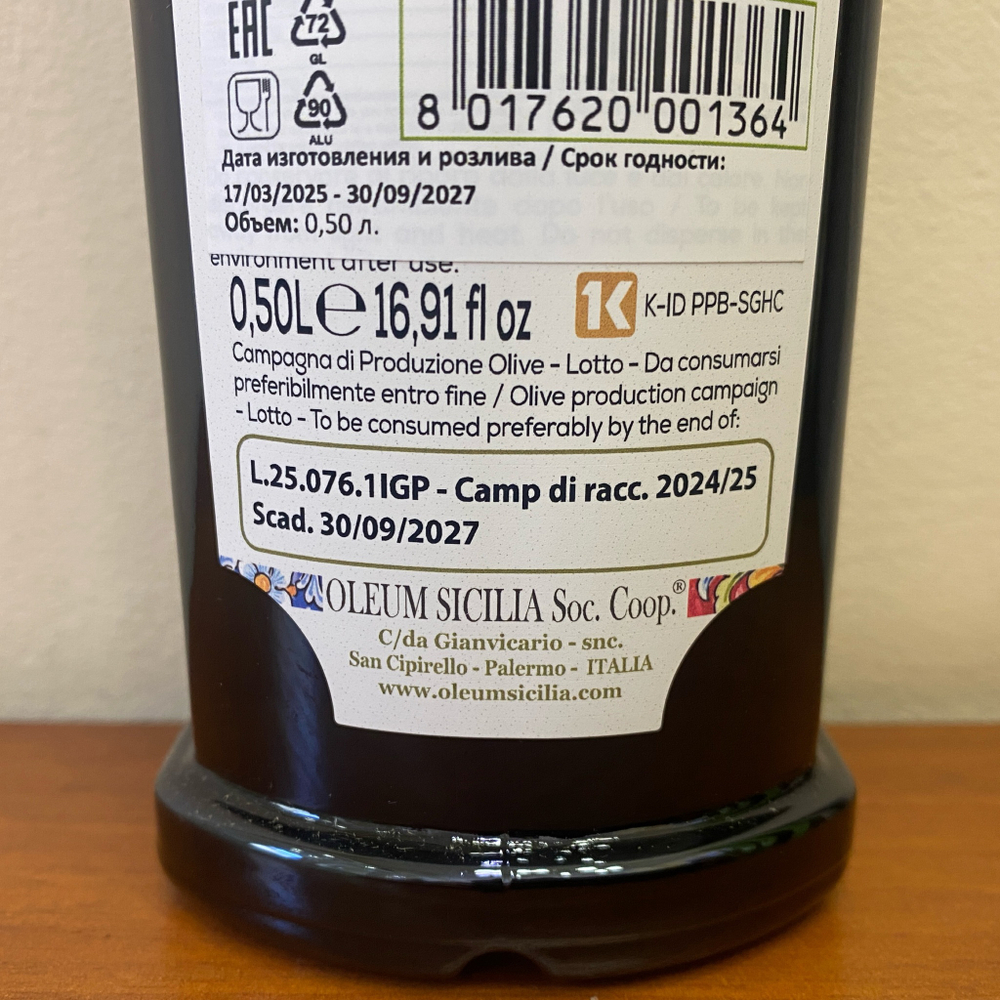 EAC
72
GL
90
ALU
8 017620 001364
Дата изготовления и розлива / Срок годности:
17/03/2025 - 30/09/2027
Объем: 0,50 л.
environment after use.
0,50L ℮ 16,91 fl oz
1K K-ID PPB-SGHC
Campagna di Produzione Olive - Lotto - Da consumarsi
preferibilmente entro fine / Olive production campaign
- Lotto - To be consumed preferably by the end of:
L.25.076.1IGP - Camp di racc. 2024/25
Scad. 30/09/2027
OLEUM SICILIA Soc. Coop.®
C/da Gianvicario - snc.
San Cipirello - Palermo - ITALIA
www.oleumsicilia.com